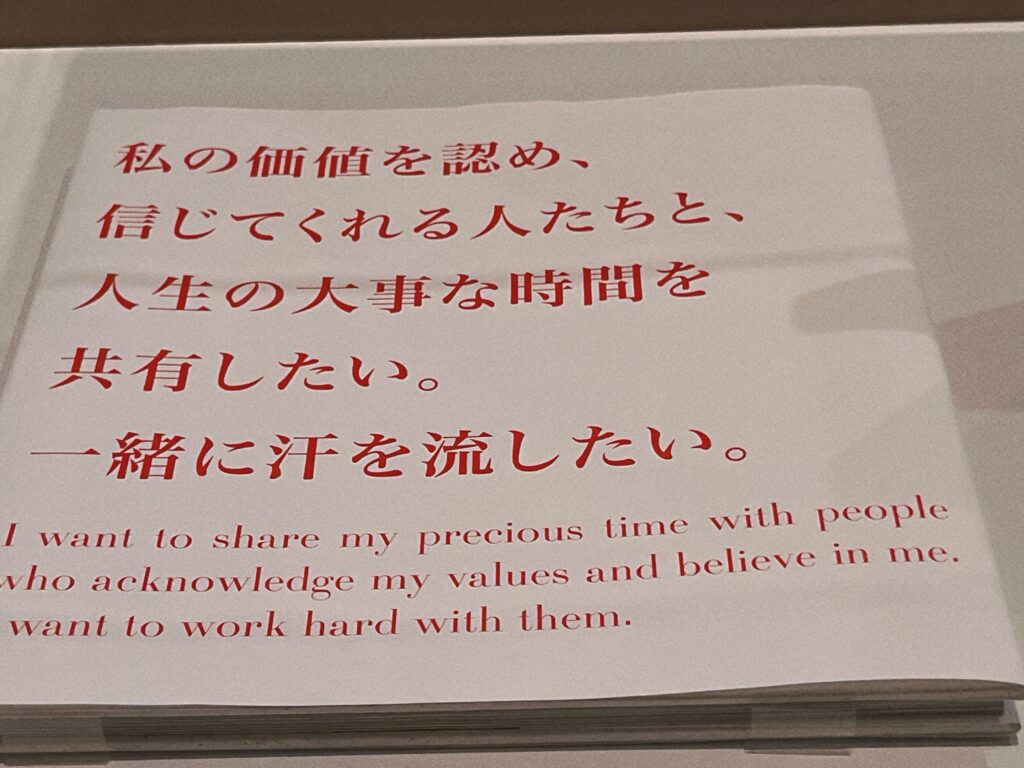 私の価値を認め、
信じてくれる人たちと、
人生の大事な時間を
共有したい。
一緒に汗を流したい。
I want to share my precious time with people
who acknowledge my values and believe in me.
want to work hard with them.